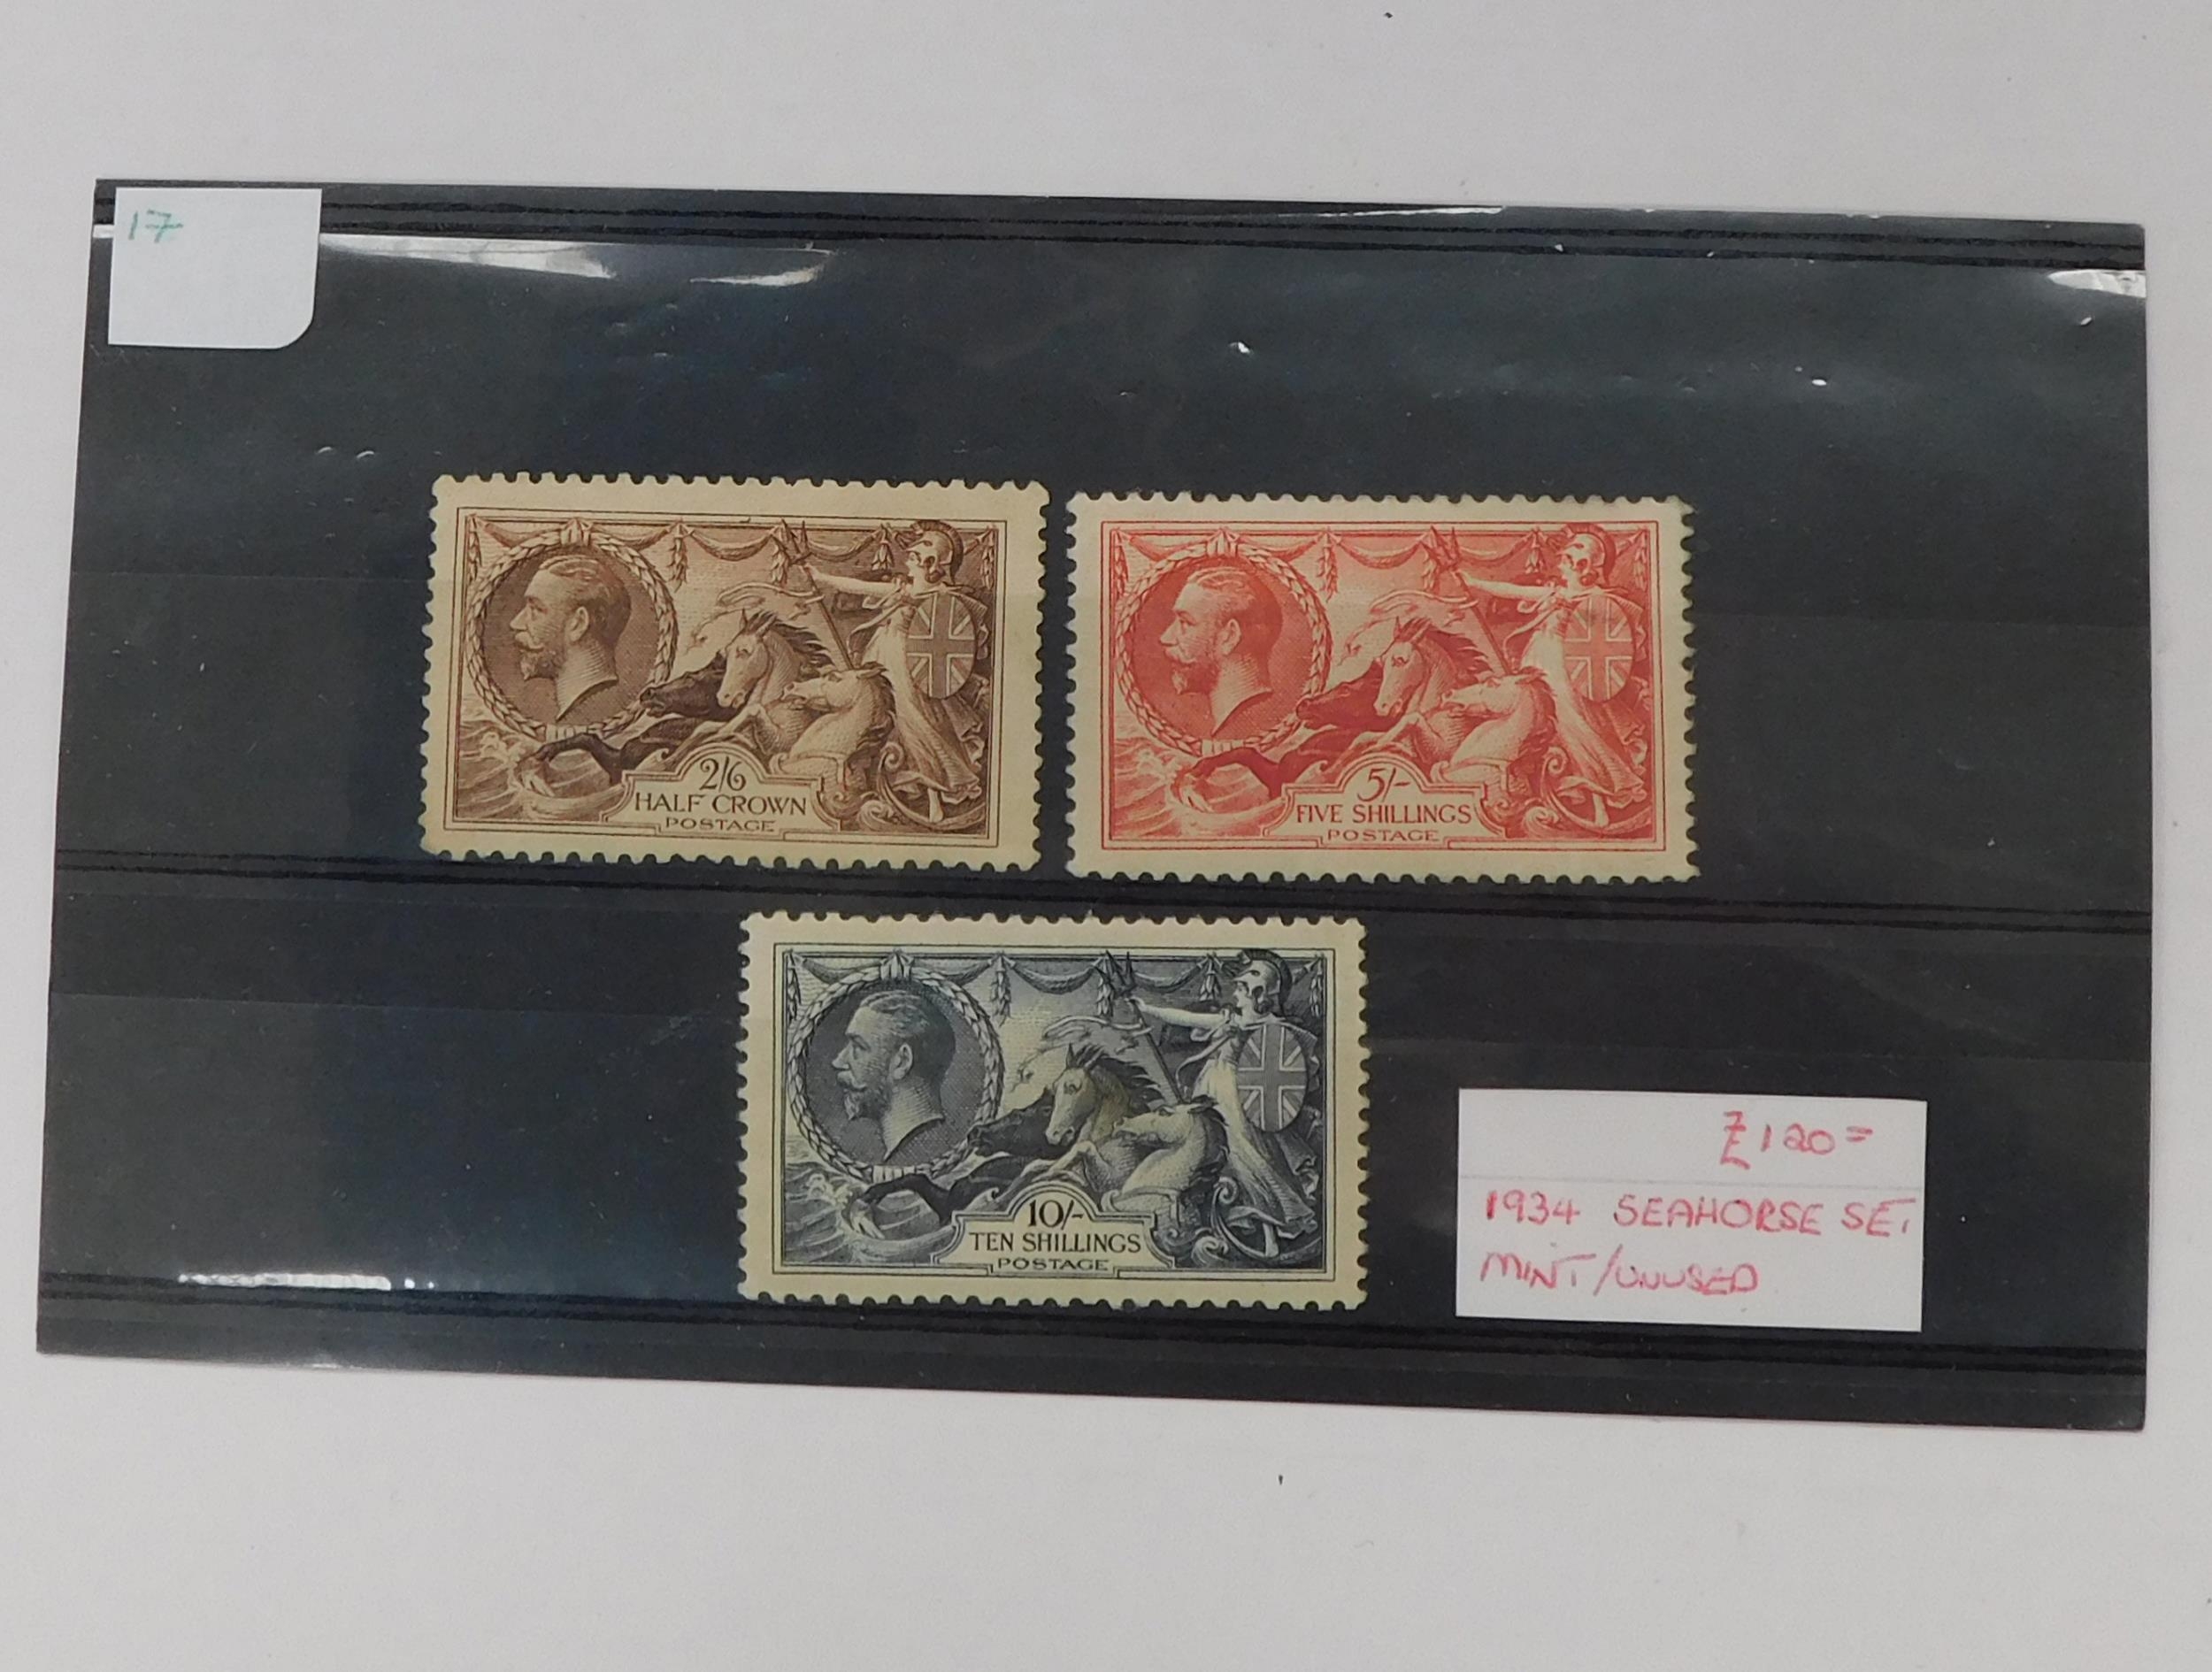 17
2/6
HALF CROWN
POSTAGE
5/-
FIVE SHILLINGS
POSTAGE
10/-
TEN SHILLINGS
POSTAGE
£120=
1934 SEAHORSE SET.
MINT/UNUSED